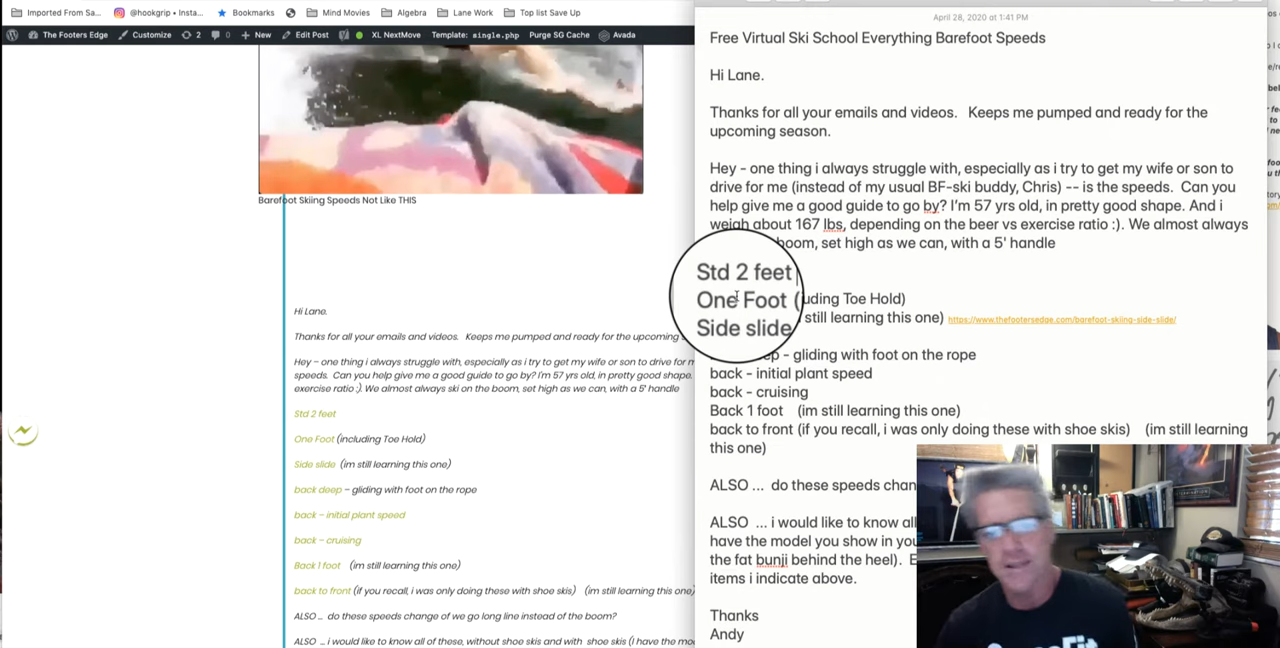 Imported From Sa...
@hookgrip • Insta...
Bookmarks
Mind Movies
Algebra
Lane Work
Top list Save Up
The Footers Edge
Customize
2
0
New
Edit Post
XL NextMove
Template: single.php
Purge SG Cache
Avada
Barefoot Skiing Speeds Not Like THIS
Hi Lane.
Thanks for all your emails and videos. Keeps me pumped and ready for the upcoming
Hey – one thing i always struggle with, especially as i try to get my wife or son to drive for
speeds. Can you help give me a good guide to go by? I'm 57 yrs old, in pretty good shape.
exercise ratio :). We almost always ski on the boom, set high as we can, with a 5' handle
Std 2 feet
One Foot (including Toe Hold)
Side slide (im still learning this one)
back deep – gliding with foot on the rope
back – initial plant speed
back – cruising
Back 1 foot (im still learning this one)
back to front (if you recall, i was only doing these with shoe skis) (im still learning this one)
ALSO … do these speeds change of we go long line instead of the boom?
ALSO … i would like to know all of these, without shoe skis and with shoe skis (I have the
April 28, 2020 at 1:41 PM
Free Virtual Ski School Everything Barefoot Speeds
Hi Lane.
Thanks for all your emails and videos. Keeps me pumped and ready for the
upcoming season.
Hey - one thing i always struggle with, especially as i try to get my wife or son to
drive for me (instead of my usual BF-ski buddy, Chris) -- is the speeds. Can you
help give me a good guide to go by? I'm 57 yrs old, in pretty good shape. And i
weigh about 167 lbs, depending on the beer vs exercise ratio :). We almost always
boom, set high as we can, with a 5' handle
Std 2 feet
One Foot (uding Toe Hold)
Side slide still learning this one) https://www.thefootersedge.com/barefoot-skiing-side-slide/
p - gliding with foot on the rope
back - initial plant speed
back - cruising
Back 1 foot (im still learning this one)
back to front (if you recall, i was only doing these with shoe skis) (im still learning
this one)
ALSO ... do these speeds chan
ALSO ... i would like to know all
have the model you show in you
the fat bunji behind the heel). E
items i indicate above.
Thanks
Andy